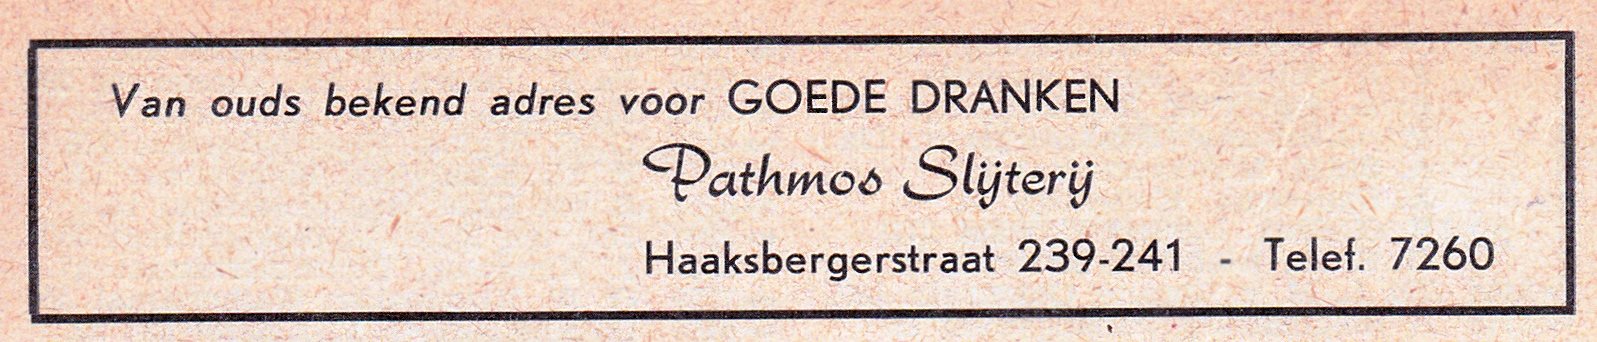 Van ouds bekend adres voor GOEDE DRANKEN
Pathmos Slijterij
Haaksbergerstraat 239-241 - Telef. 7260